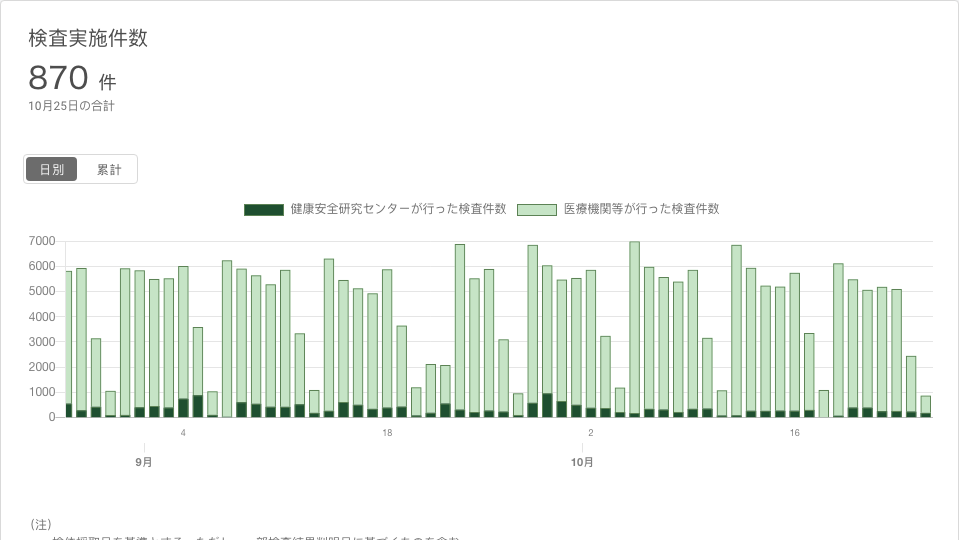 検査実施件数
870 件
10月25日の合計
日別 累計
健康安全研究センターが行った検査件数 医療機関等が行った検査件数
7000
6000
5000
4000
3000
2000
1000
0
4 18 2 16
9月 10月
（注）